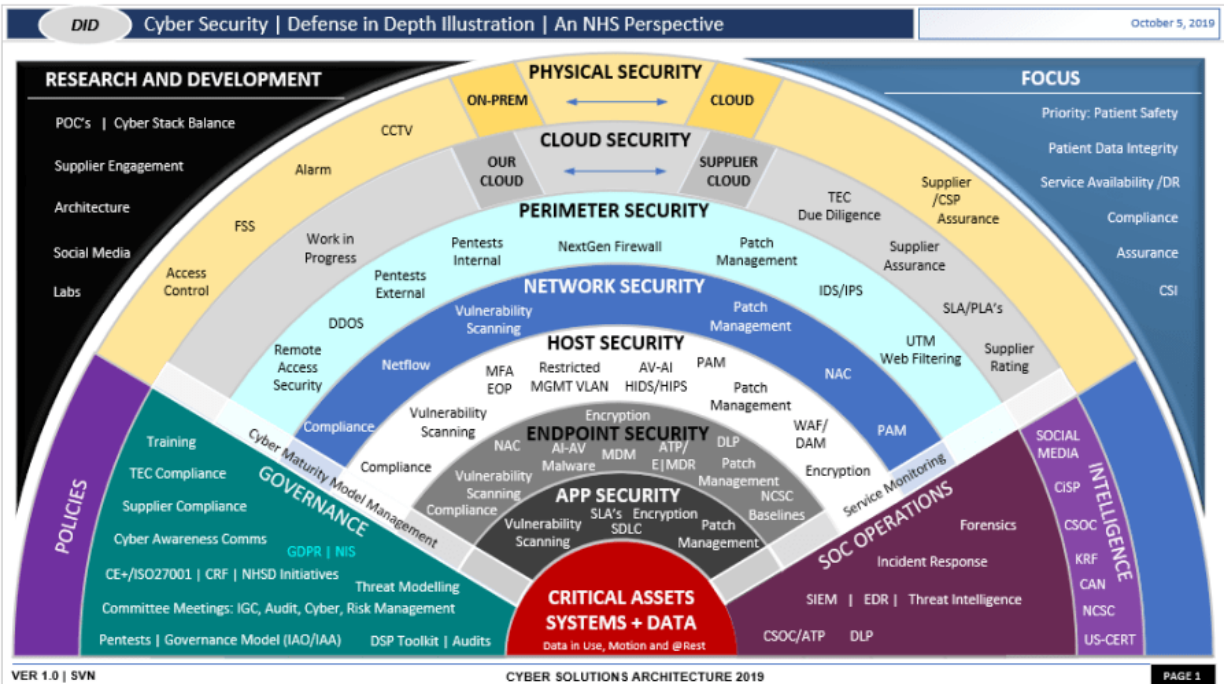 DID
Cyber Security | Defense in Depth Illustration | An NHS Perspective
October 5, 2019
RESEARCH AND DEVELOPMENT
POC's | Cyber Stack Balance
Supplier Engagement
Architecture
Social Media
Labs
FOCUS
Priority: Patient Safety
Patient Data Integrity
Service Availability /DR
Compliance
Assurance
CSI
PHYSICAL SECURITY
ON-PREM
CLOUD
CCTV
Alarm
FSS
Access
Control
Supplier
/CSP
Assurance
CLOUD SECURITY
OUR
CLOUD
SUPPLIER
CLOUD
Work in
Progress
TEC
Due Diligence
Supplier
Assurance
SLA/PLA's
Supplier
Rating
PERIMETER SECURITY
Pentests
Internal
NextGen Firewall
Patch
Management
Pentests
External
IDS/IPS
DDOS
Remote
Access
Security
UTM
Web Filtering
NETWORK SECURITY
Vulnerability
Scanning
Patch
Management
Netflow
NAC
Compliance
PAM
HOST SECURITY
MFA
EOP
Restricted
MGMT VLAN
AV-AI
HIDS/HIPS
PAM
Patch
Management
Vulnerability
Scanning
WAF/
DAM
Compliance
Encryption
Encryption
ENDPOINT SECURITY
NAC
AI-AV
Malware
MDM
ATP/
E|MDR
DLP
Patch
Management
Vulnerability
Scanning
Compliance
NCSC
Baselines
APP SECURITY
SLA's Encryption
SDLC
Vulnerability
Scanning
Patch
Management
CRITICAL ASSETS
SYSTEMS + DATA
Data in Use, Motion and @Rest
POLICIES
Cyber Maturity Model Management
GOVERNANCE
Training
TEC Compliance
Supplier Compliance
Cyber Awareness Comms
GDPR | NIS
CE+/ISO27001 | CRF | NHSD Initiatives
Threat Modelling
Committee Meetings: IGC, Audit, Cyber, Risk Management
Pentests | Governance Model (IAO/IAA)
DSP Toolkit | Audits
Service Monitoring
SOC OPERATIONS
Forensics
Incident Response
SIEM | EDR | Threat Intelligence
CSOC/ATP
DLP
INTELLIGENCE
SOCIAL
MEDIA
CiSP
CSOC
KRF
CAN
NCSC
US-CERT
VER 1.0 | SVN
CYBER SOLUTIONS ARCHITECTURE 2019
PAGE 1